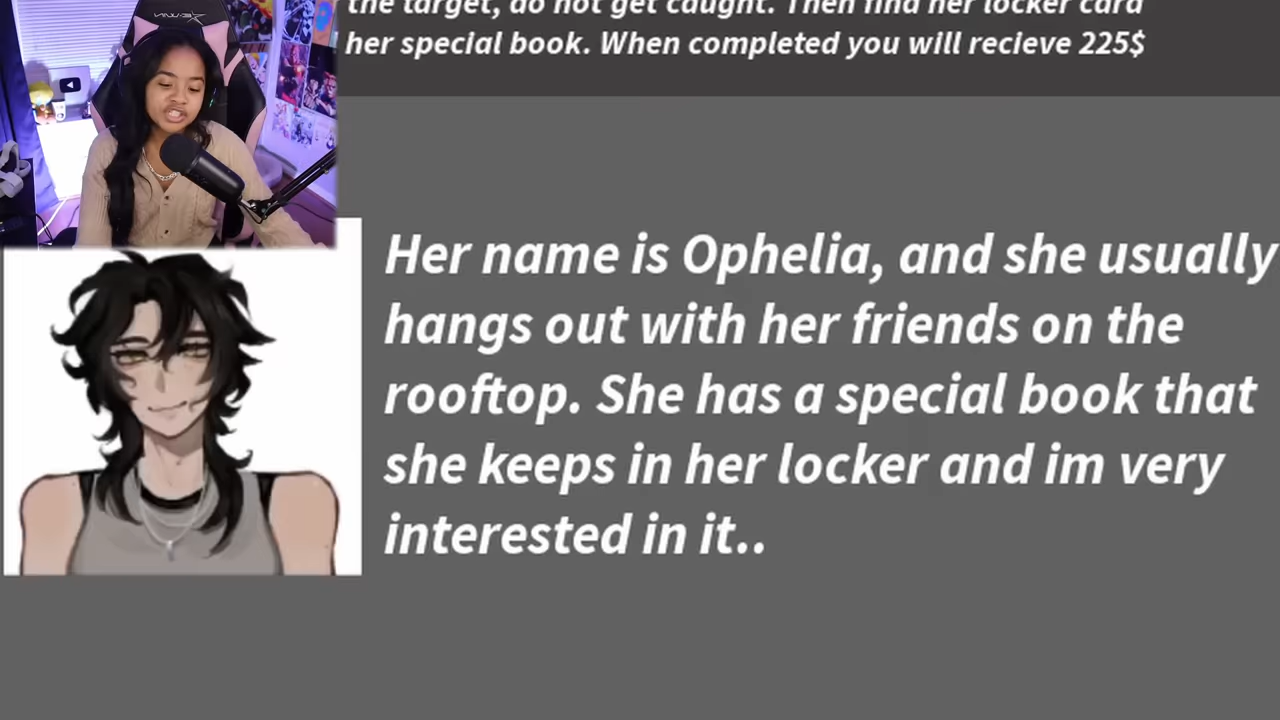 the target, do not get caught. Then find her locker card
her special book. When completed you will recieve 225$
Her name is Ophelia, and she usually
hangs out with her friends on the
rooftop. She has a special book that
she keeps in her locker and im very
interested in it..